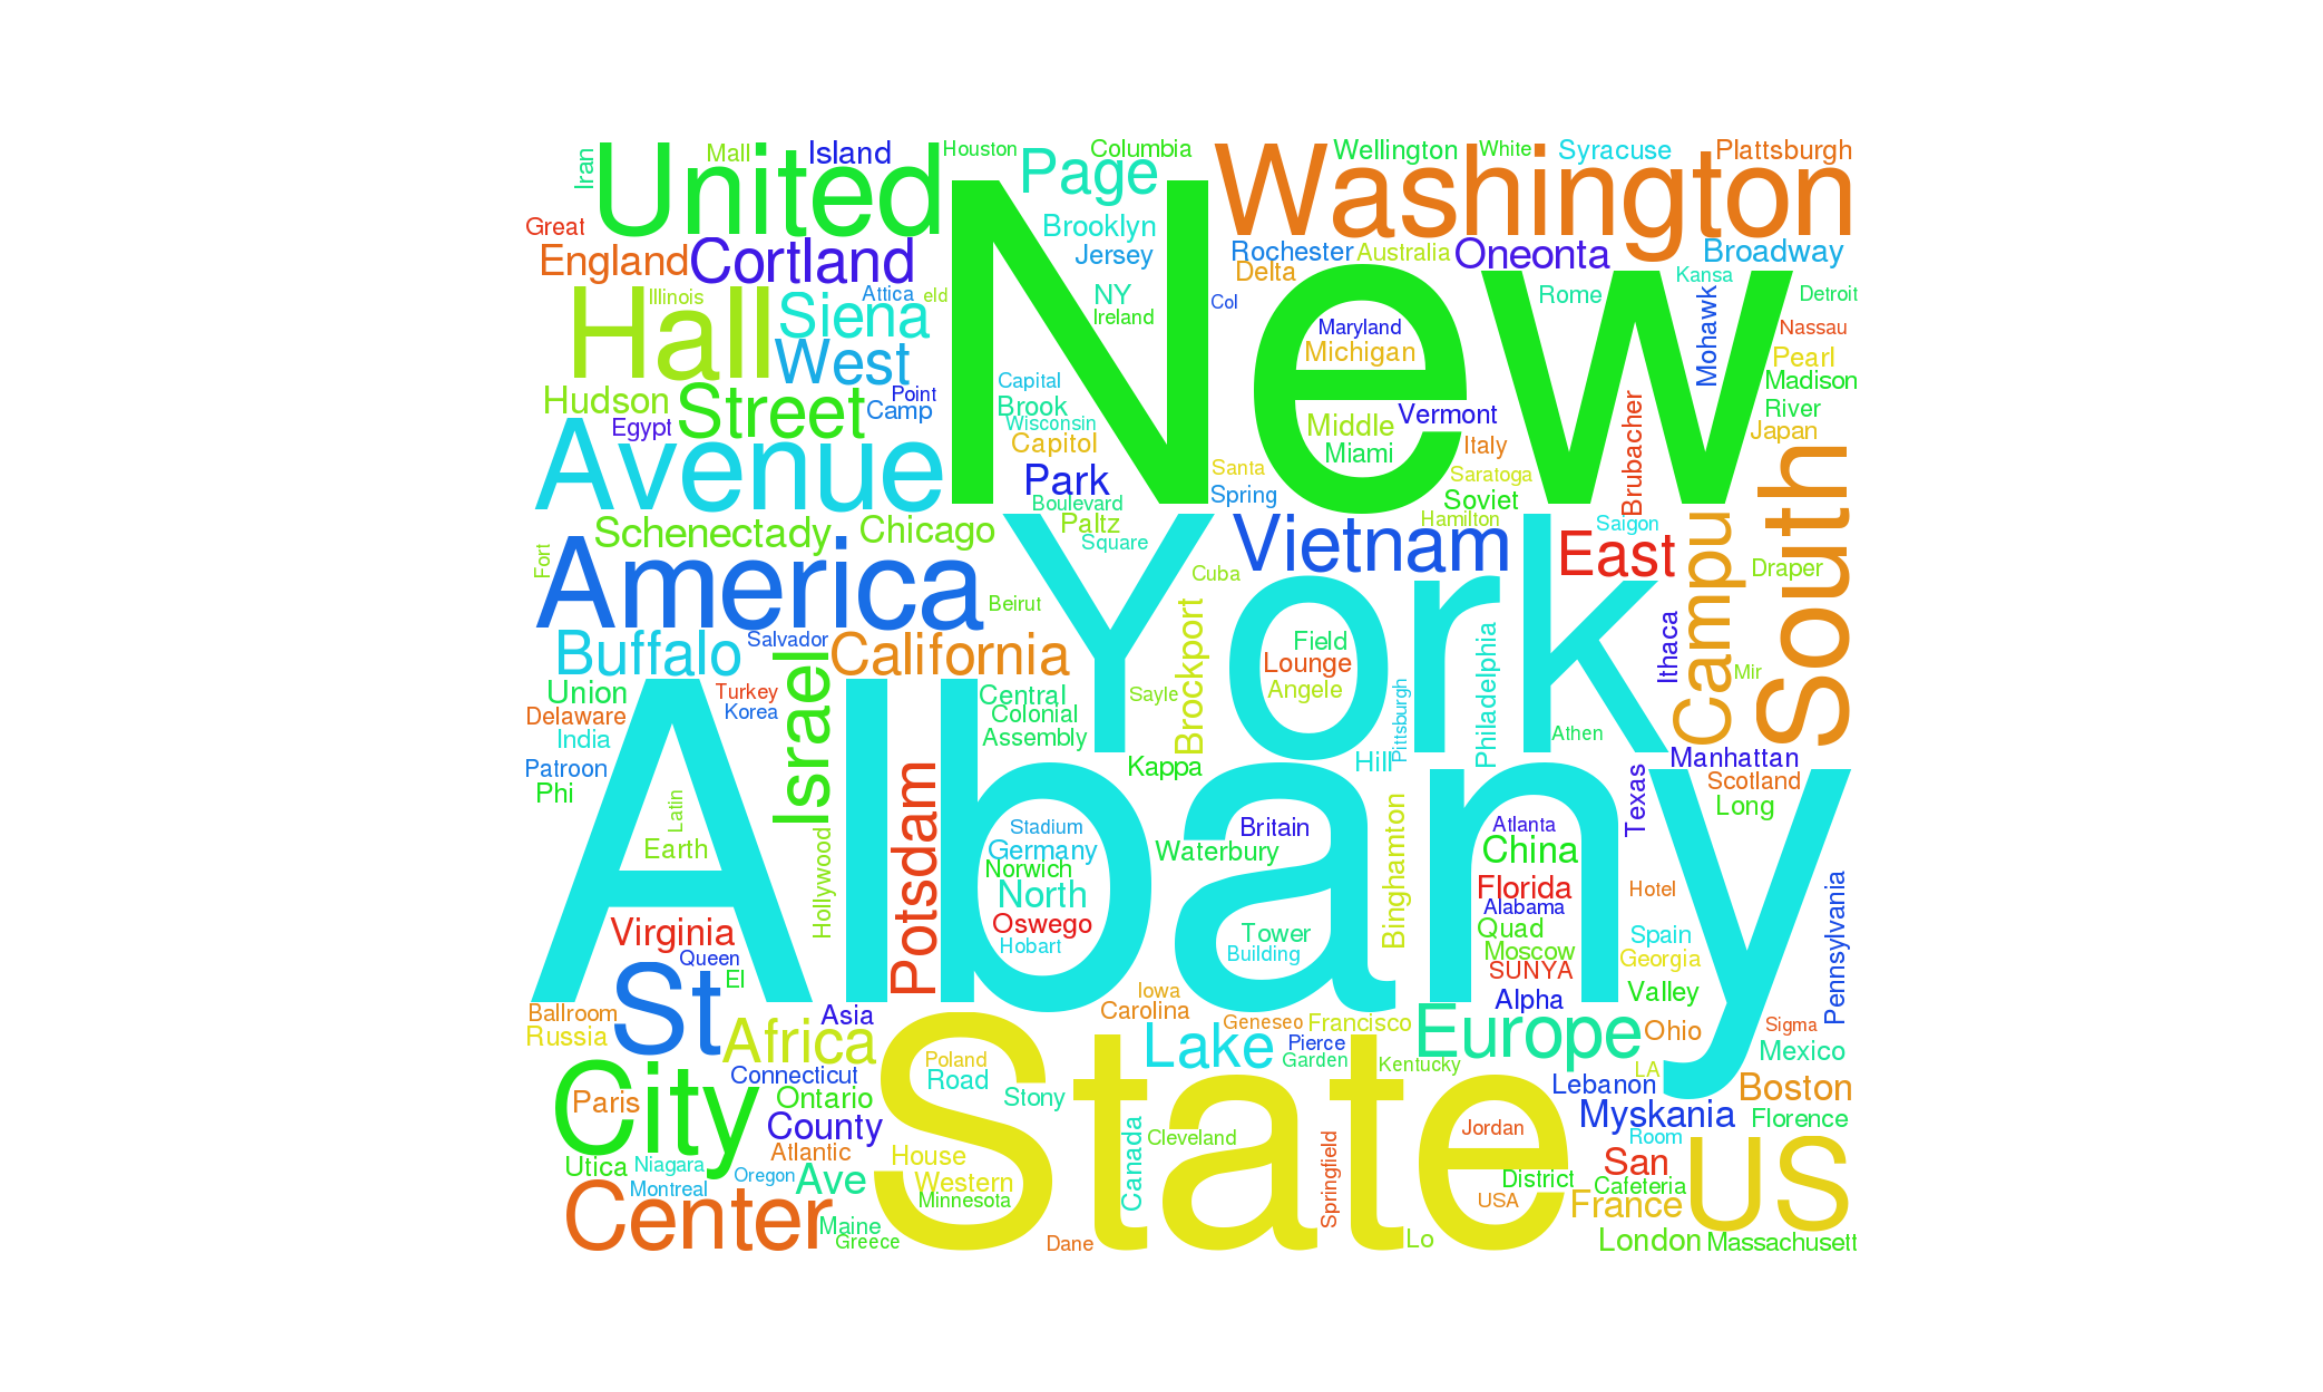 United
Iran
Mall
Island
Houston
Page
Columbia
Washington
Wellington
White
Syracuse
Plattsburgh
Great
England
Cortland
Brooklyn
Jersey
Rochester
Australia
Delta
Oneonta
Broadway
New
Hall
Illinois
Siena
Attica
eld
NY
Ireland
Col
Rome
Kansa
Detroit
Maryland
Michigan
Mohawk
Nassau
West
Pearl
Madison
Hudson
Street
Point
Camp
Capital
Brook
Wisconsin
Capitol
Middle
Miami
Vermont
Italy
Brubacher
River
Japan
Egypt
Avenue
Park
Boulevard
Santa
Spring
Saratoga
Soviet
South
Schenectady
Chicago
Paltz
Square
Hamilton
Vietnam
Saigon
East
Campu
Draper
Fort
America
York
Cuba
Beirut
Brockport
Buffalo
Salvador
California
Israel
Field
Lounge
Angele
Philadelphia
Pittsburgh
Ithaca
Mir
Union
Turkey
Korea
Delaware
India
Central
Colonial
Assembly
Sayle
Athen
Patroon
Phi
Kappa
Hill
Manhattan
Scotland
Long
Texas
Albany
Latin
Earth
Hollywood
Potsdam
Stadium
Germany
Norwich
North
Oswego
Hobart
Britain
Waterbury
Binghamton
Atlanta
China
Florida
Alabama
Quad
Moscow
SUNYA
Alpha
Hotel
Spain
Georgia
Valley
Pennsylvania
Virginia
Queen
El
Tower
Building
St
Ballroom
Russia
Asia
Africa
Iowa
Carolina
Lake
Geneseo
Francisco
Pierce
Garden
Kentucky
Europe
Ohio
Sigma
Mexico
LA
State
City
Paris
Connecticut
Ontario
County
Atlantic
Poland
Road
Stony
Lebanon
Boston
Myskania
Florence
Room
Utica
Niagara
Montreal
Oregon
Ave
House
Western
Minnesota
Canada
Cleveland
Springfield
Jordan
District
USA
San
Cafeteria
France
US
Center
Maine
Greece
Dane
Lo
London
Massachusett